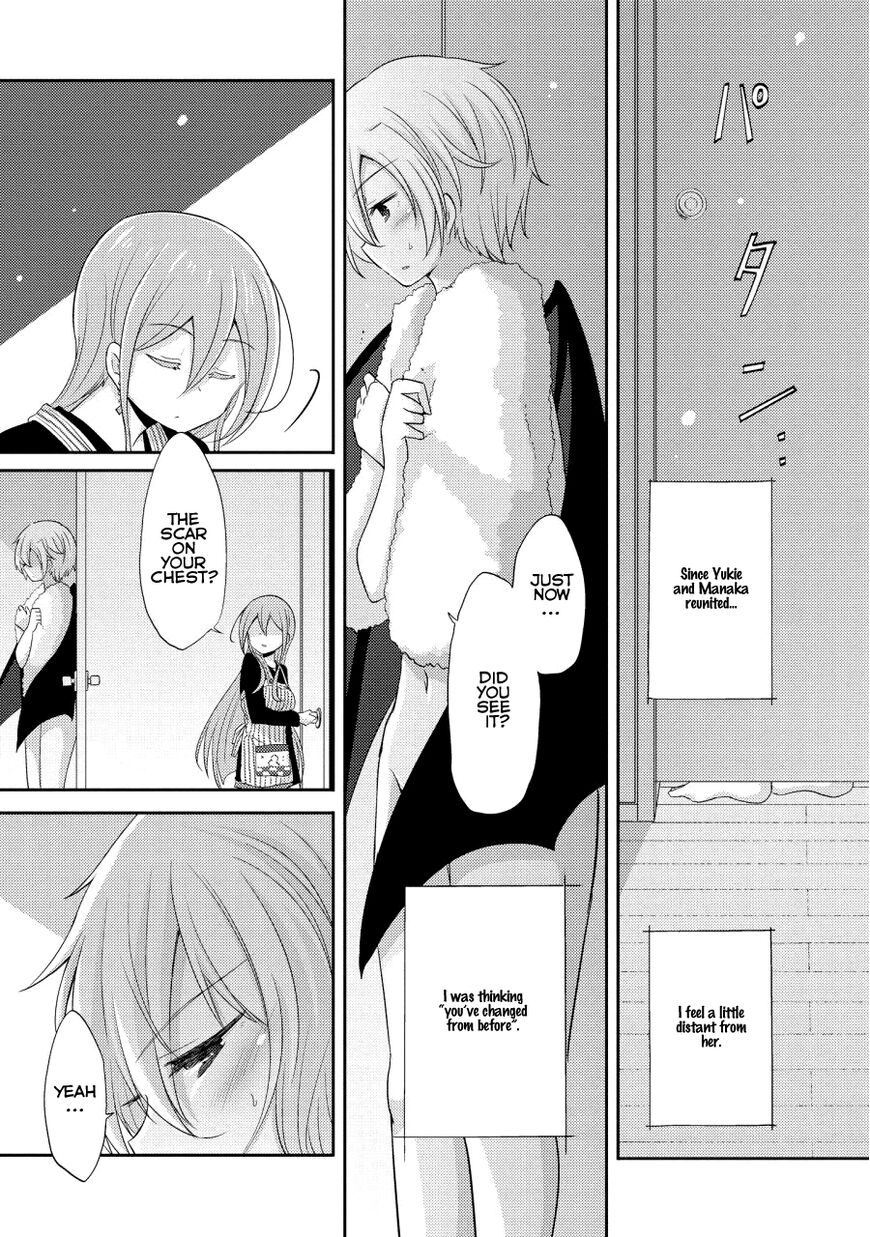 パタン…
Since Yukie
and Manaka
reunited...
I feel a little
distant from
her.
JUST
NOW
...
DID
YOU
SEE
IT?
I was thinking
"you've changed
from before".
THE
SCAR
ON
YOUR
CHEST?
YEAH
...